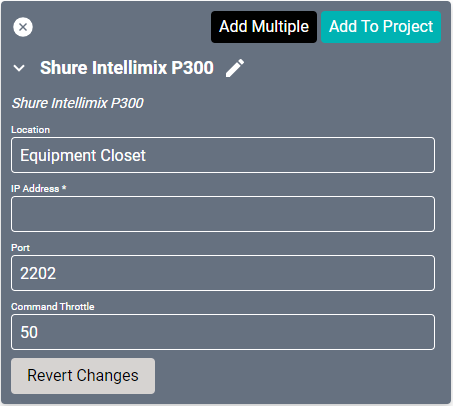 Add Multiple
Add To Project
Shure Intellimix P300
Shure Intellimix P300
Location
Equipment Closet
IP Address *
Port
2202
Command Throttle
50
Revert Changes